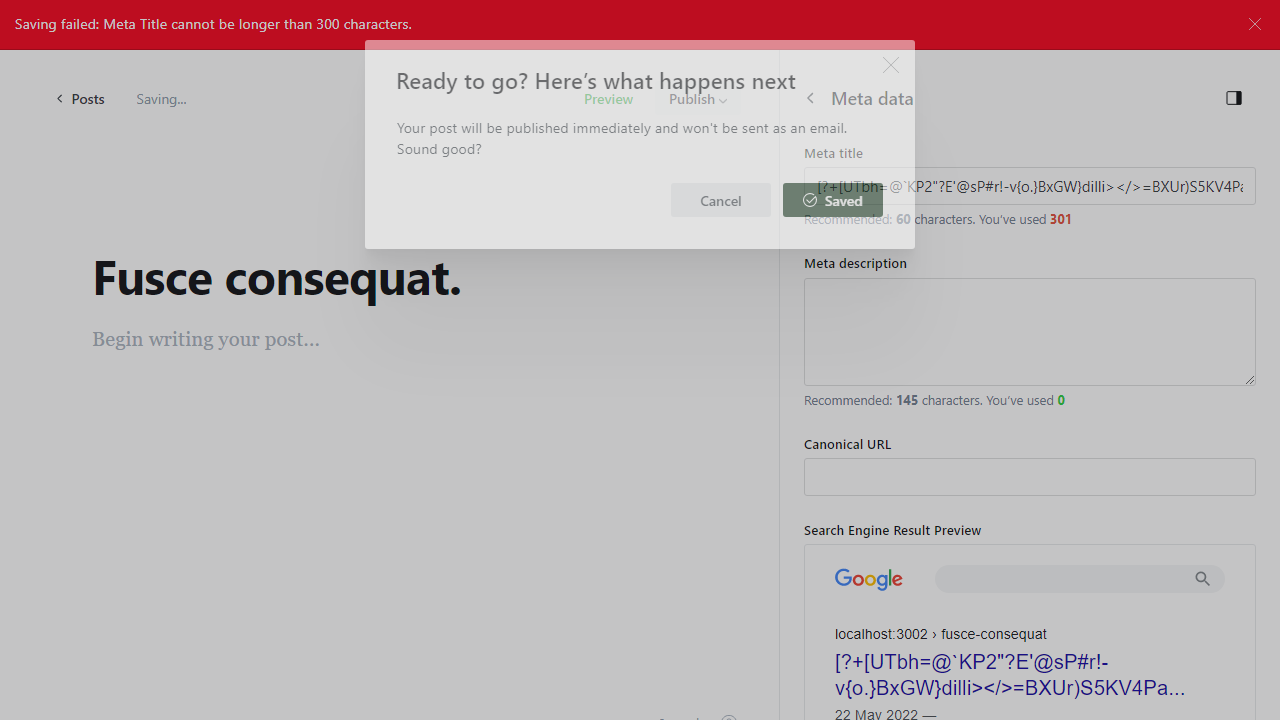 Saving failed: Meta Title cannot be longer than 300 characters.
Ready to go? Here's what happens next
Posts
Saving...
Preview
Publish
Meta data
Your post will be published immediately and won't be sent as an email.
Sound good?
Meta title
[?+[UTbh=@`KP2"?E'@sP#r!-v{o.}BxGW}dilli></>=BXUr)S5KV4Pa
Cancel
Saved
Recommended: 60 characters. You've used 301
Meta description
Fusce consequat.
Begin writing your post...
Recommended: 145 characters. You've used 0
Canonical URL
Search Engine Result Preview
Google
localhost:3002 › fusce-consequat
[?+[UTbh=@`KP2"?E'@sP#r!-
v{o.}BxGW}dilli></>=BXUr)S5KV4Pa...
22 May 2022 —